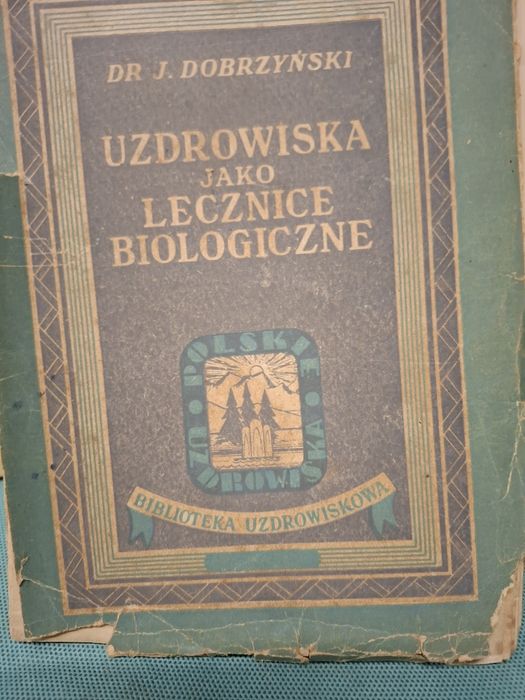 DR J. DOBRZYŃSKI
UZDROWISKA
JAKO
LECZNICE
BIOLOGICZNE
POLSKIE
UZDROWISKA
BIBLIOTEKA UZDROWISKOWA